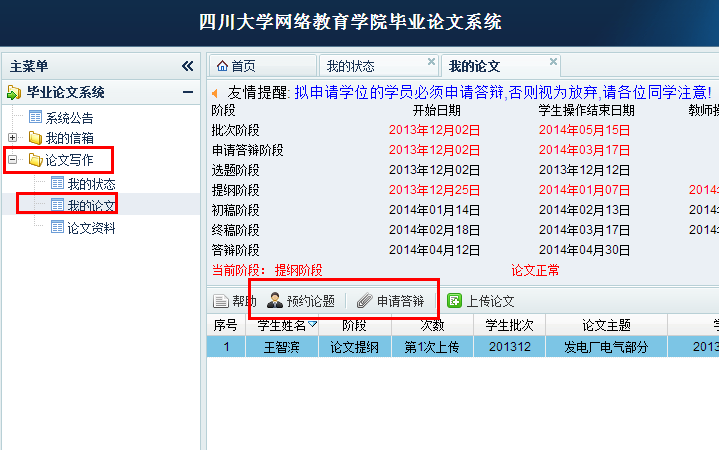 四川大学网络教育学院毕业论文系统
主菜单
毕业论文系统
系统公告
我的信箱
论文写作
我的状态
我的论文
论文资料
首页 我的状态 我的论文
友情提醒: 拟申请学位的学员必须申请答辩,否则视为放弃,请各位同学注意!
阶段 开始日期 学生操作结束日期
批次阶段 2013年12月02日 2014年05月15日
申请答辩阶段 2013年12月02日 2014年03月17日
选题阶段 2013年12月02日 2013年12月12日
提纲阶段 2013年12月25日 2014年01月07日 2014
初稿阶段 2014年01月14日 2014年02月13日 2014
终稿阶段 2014年02月18日 2014年03月17日 2014
答辩阶段 2014年04月12日 2014年04月30日
当前阶段: 提纲阶段 论文正常
帮助 预约论题 申请答辩 上传论文
序号 学生姓名 阶段 次数 学生批次 论文主题 学
1 王智滨 论文提纲 第1次上传 201312 发电厂电气部分